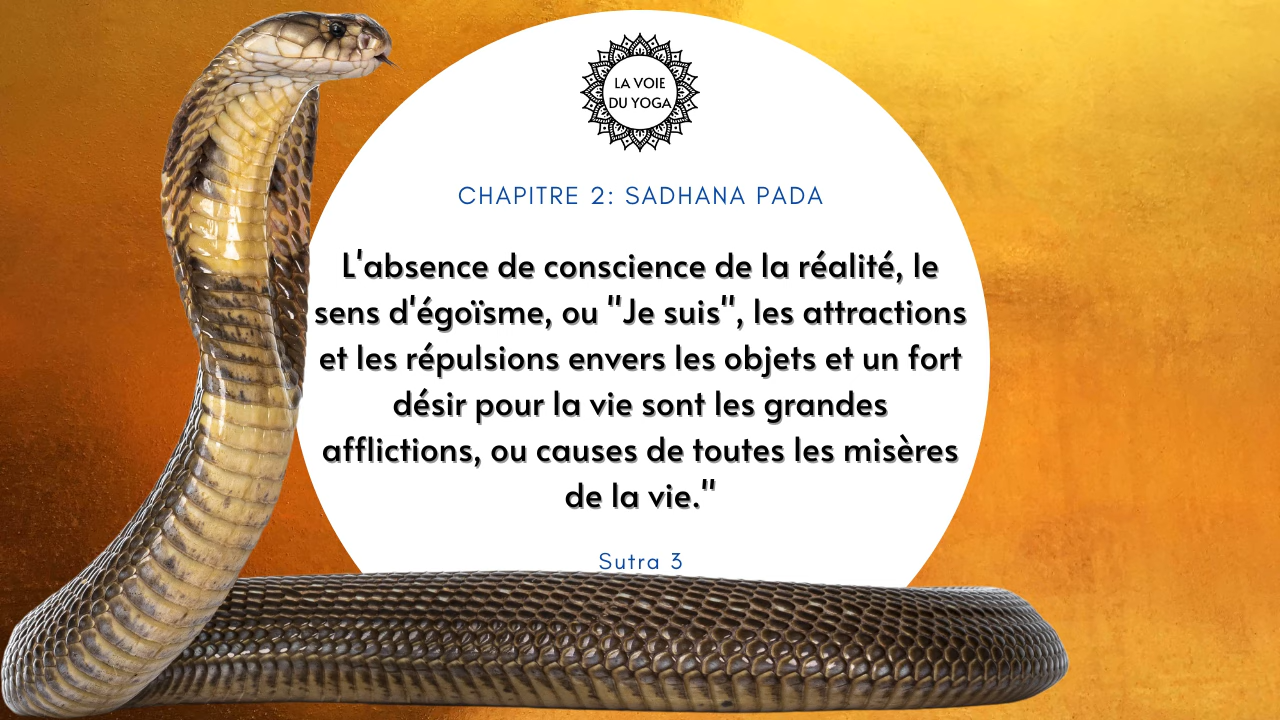 LA VOIE
DU YOGA
CHAPITRE 2: SADHANA PADA
L'absence de conscience de la réalité, le
sens d'égoïsme, ou "Je suis", les attractions
et les répulsions envers les objets et un fort
désir pour la vie sont les grandes
afflictions, ou causes de toutes les misères
de la vie."
Sutra 3